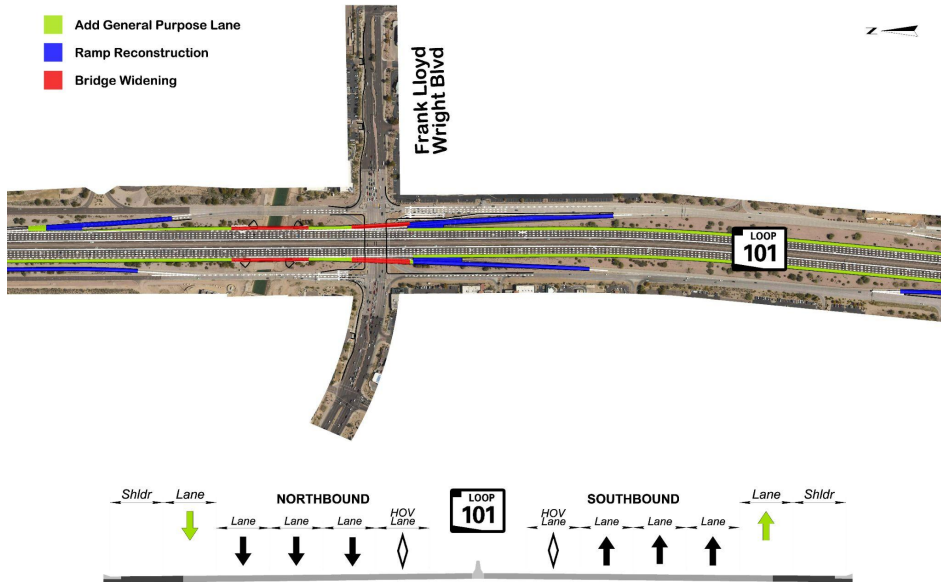 Add General Purpose Lane
Ramp Reconstruction
Bridge Widening
Z
Frank Lloyd
Wright Blvd
LOOP
101
Shldr Lane
NORTHBOUND
Lane Lane Lane HOV Lane
LOOP
101
SOUTHBOUND
HOV Lane Lane Lane Lane
Lane Shldr